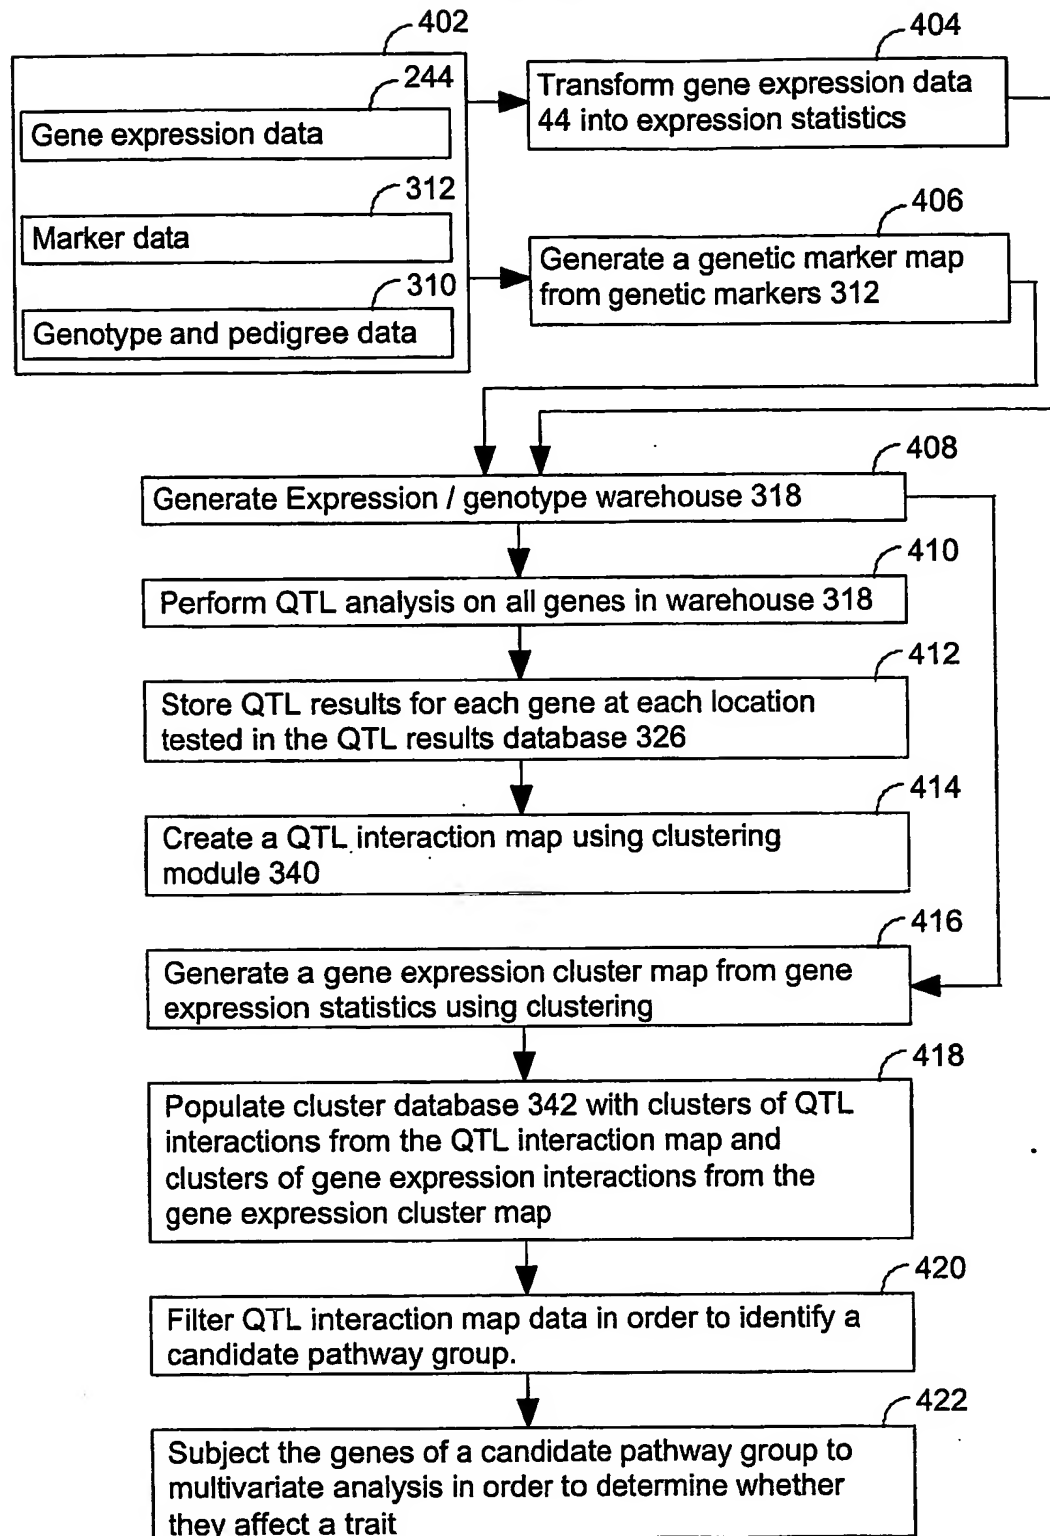 402
244
Gene expression data
312
Marker data
310
Genotype and pedigree data
404
Transform gene expression data
44 into expression statistics
406
Generate a genetic marker map
from genetic markers 312
408
Generate Expression / genotype warehouse 318
410
Perform QTL analysis on all genes in warehouse 318
412
Store QTL results for each gene at each location
tested in the QTL results database 326
414
Create a QTL interaction map using clustering
module 340
416
Generate a gene expression cluster map from gene
expression statistics using clustering
418
Populate cluster database 342 with clusters of QTL
interactions from the QTL interaction map and
clusters of gene expression interactions from the
gene expression cluster map
420
Filter QTL interaction map data in order to identify a
candidate pathway group.
422
Subject the genes of a candidate pathway group to
multivariate analysis in order to determine whether
they affect a trait